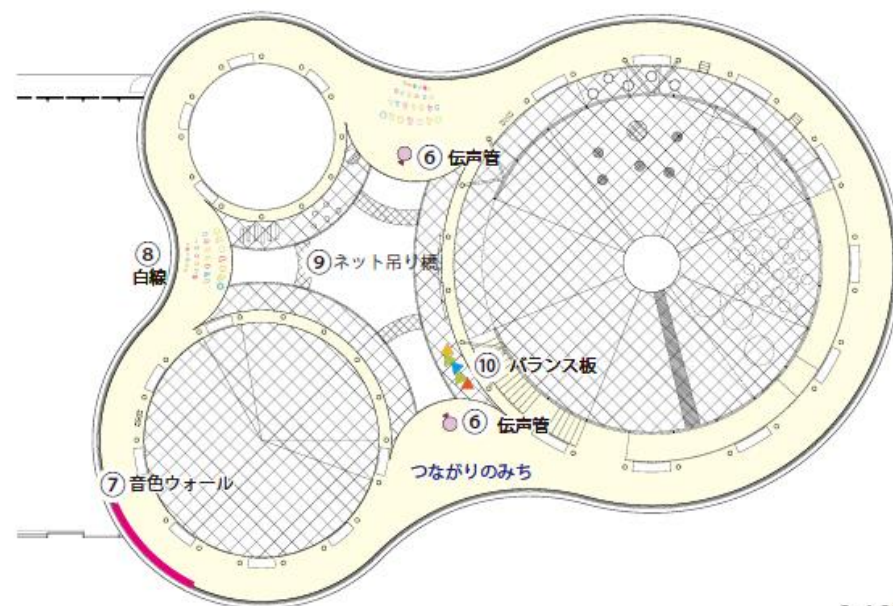 ⑥ 伝声管
⑧
白線
⑨ ネット吊り橋
⑩ バランス板
⑥ 伝声管
つながりのみち
⑦ 音色ウォール